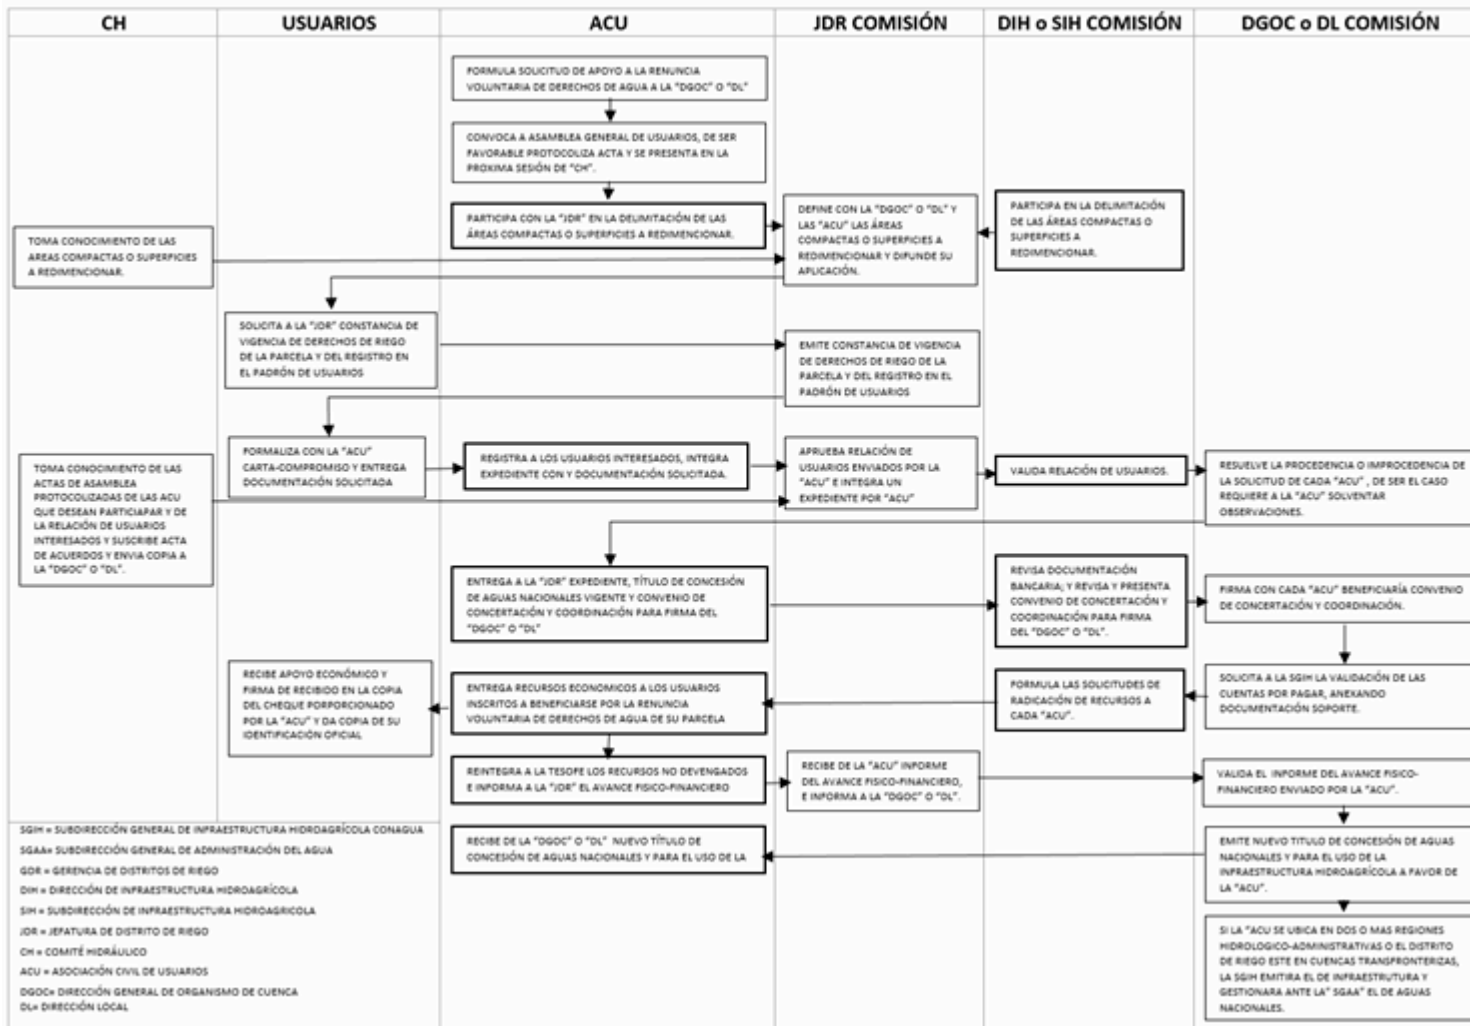 CH
USUARIOS
ACU
JDR COMISIÓN
DIH o SIH COMISIÓN
DGOC o DL COMISIÓN
FORMULA SOLICITUD DE APOYO A LA RENUNCIA
VOLUNTARIA DE DERECHOS DE AGUA A LA "DGOC" O "DL"
CONVOCA A ASAMBLEA GENERAL DE USUARIOS, DE SER
FAVORABLE PROTOCOLIZA ACTA Y SE PRESENTA EN LA
PROXIMA SESIÓN DE "CH".
PARTICIPA CON LA "JDR" EN LA DELIMITACIÓN DE LAS
ÁREAS COMPACTAS O SUPERFICIES A REDIMENCIONAR.
DEFINE CON LA "DGOC" O "DL" Y
LAS "ACU" LAS ÁREAS
COMPACTAS O SUPERFICIES A
REDIMENCIONAR Y DIFUNDE SU
APLICACIÓN.
PARTICIPA EN LA DELIMITACIÓN
DE LAS ÁREAS COMPACTAS O
SUPERFICIES A
REDIMENCIONAR.
TOMA CONOCIMIENTO DE LAS
AREAS COMPACTAS O SUPERFICIES
A REDIMENCIONAR.
SOLICITA A LA "JDR" CONSTANCIA DE
VIGENCIA DE DERECHOS DE RIEGO
DE LA PARCELA Y DEL REGISTRO EN
EL PADRÓN DE USUARIOS
EMITE CONSTANCIA DE VIGENCIA
DE DERECHOS DE RIEGO DE LA
PARCELA Y DEL REGISTRO EN EL
PADRÓN DE USUARIOS
TOMA CONOCIMIENTO DE LAS
ACTAS DE ASAMBLEA
PROTOCOLIZADAS DE LAS ACU
QUE DESEAN PARTICIAPAR Y DE
LA RELACIÓN DE USUARIOS
INTERESADOS Y SUSCRIBE ACTA
DE ACUERDOS Y ENVIA COPIA A
LA "DGOC" O "DL".
FORMALIZA CON LA "ACU"
CARTA-COMPROMISO Y ENTREGA
DOCUMENTACIÓN SOLICITADA
REGISTRA A LOS USUARIOS INTERESADOS, INTEGRA
EXPEDIENTE CON Y DOCUMENTACIÓN SOLICITADA.
APRUEBA RELACIÓN DE
USUARIOS ENVIADOS POR LA
"ACU" E INTEGRA UN
EXPEDIENTE POR "ACU"
VALIDA RELACIÓN DE USUARIOS.
RESUELVE LA PROCEDENCIA O IMPROCEDENCIA DE
LA SOLICITUD DE CADA "ACU" , DE SER EL CASO
REQUIERE A LA "ACU" SOLVENTAR
OBSERVACIONES.
ENTREGA A LA "JDR" EXPEDIENTE, TÍTULO DE CONCESIÓN
DE AGUAS NACIONALES VIGENTE Y CONVENIO DE
CONCERTACIÓN Y COORDINACIÓN PARA FIRMA DEL
"DGOC" O "DL"
REVISA DOCUMENTACIÓN
BANCARIA; Y REVISA Y PRESENTA
CONVENIO DE CONCERTACIÓN Y
COORDINACIÓN PARA FIRMA
DEL "DGOC" O "DL".
FIRMA CON CADA "ACU" BENEFICIARÍA CONVENIO
DE CONCERTACIÓN Y COORDINACIÓN.
RECIBE APOYO ECONÓMICO Y
FIRMA DE RECIBIDO EN LA COPIA
DEL CHEQUE PORPORCIONADO
POR LA "ACU" Y DA COPIA DE SU
IDENTIFICACIÓN OFICIAL
ENTREGA RECURSOS ECONOMICOS A LOS USUARIOS
INSCRITOS A BENEFICIARSE POR LA RENUNCIA
VOLUNTARIA DE DERECHOS DE AGUA DE SU PARCELA
FORMULA LAS SOLICITUDES DE
RADICACIÓN DE RECURSOS A
CADA "ACU".
SOLICITA A LA SGIH LA VALIDACIÓN DE LAS
CUENTAS POR PAGAR, ANEXANDO
DOCUMENTACIÓN SOPORTE.
REINTEGRA A LA TESOFE LOS RECURSOS NO DEVENGADOS
E INFORMA A LA "JDR" EL AVANCE FISICO-FINANCIERO
RECIBE DE LA "ACU" INFORME
DEL AVANCE FISICO-FINANCIERO,
E INFORMA A LA "DGOC" O "DL".
VALIDA EL INFORME DEL AVANCE FISICO-
FINANCIERO ENVIADO POR LA "ACU".
RECIBE DE LA "DGOC" O "DL" NUEVO TÍTULO DE
CONCESIÓN DE AGUAS NACIONALES Y PARA EL USO DE LA
EMITE NUEVO TITULO DE CONCESIÓN DE AGUAS
NACIONALES Y PARA EL USO DE LA
INFRAESTRUCTURA HIDROAGRÍCOLA A FAVOR DE
LA "ACU".
SI LA "ACU SE UBICA EN DOS O MAS REGIONES
HIDROLOGICO-ADMINISTRATIVAS O EL DISTRITO
DE RIEGO ESTE EN CUENCAS TRANSFRONTERIZAS,
LA SGIH EMITIRA EL DE INFRAESTRUTURA Y
GESTIONARA ANTE LA" SGAA" EL DE AGUAS
NACIONALES.
SGIH = SUBDIRECCIÓN GENERAL DE INFRAESTRUCTURA HIDROAGRÍCOLA CONAGUA
SGAA= SUBDIRECCIÓN GENERAL DE ADMINISTRACIÓN DEL AGUA
GDR = GERENCIA DE DISTRITOS DE RIEGO
DIH = DIRECCIÓN DE INFRAESTRUCTURA HIDROAGRÍCOLA
SIH = SUBDIRECCIÓN DE INFRAESTRUCTURA HIDROAGRICOLA
JDR = JEFATURA DE DISTRITO DE RIEGO
CH = COMITÉ HIDRÁULICO
ACU = ASOCIACIÓN CIVIL DE USUARIOS
DGOC= DIRECCIÓN GENERAL DE ORGANISMO DE CUENCA
DL= DIRECCIÓN LOCAL